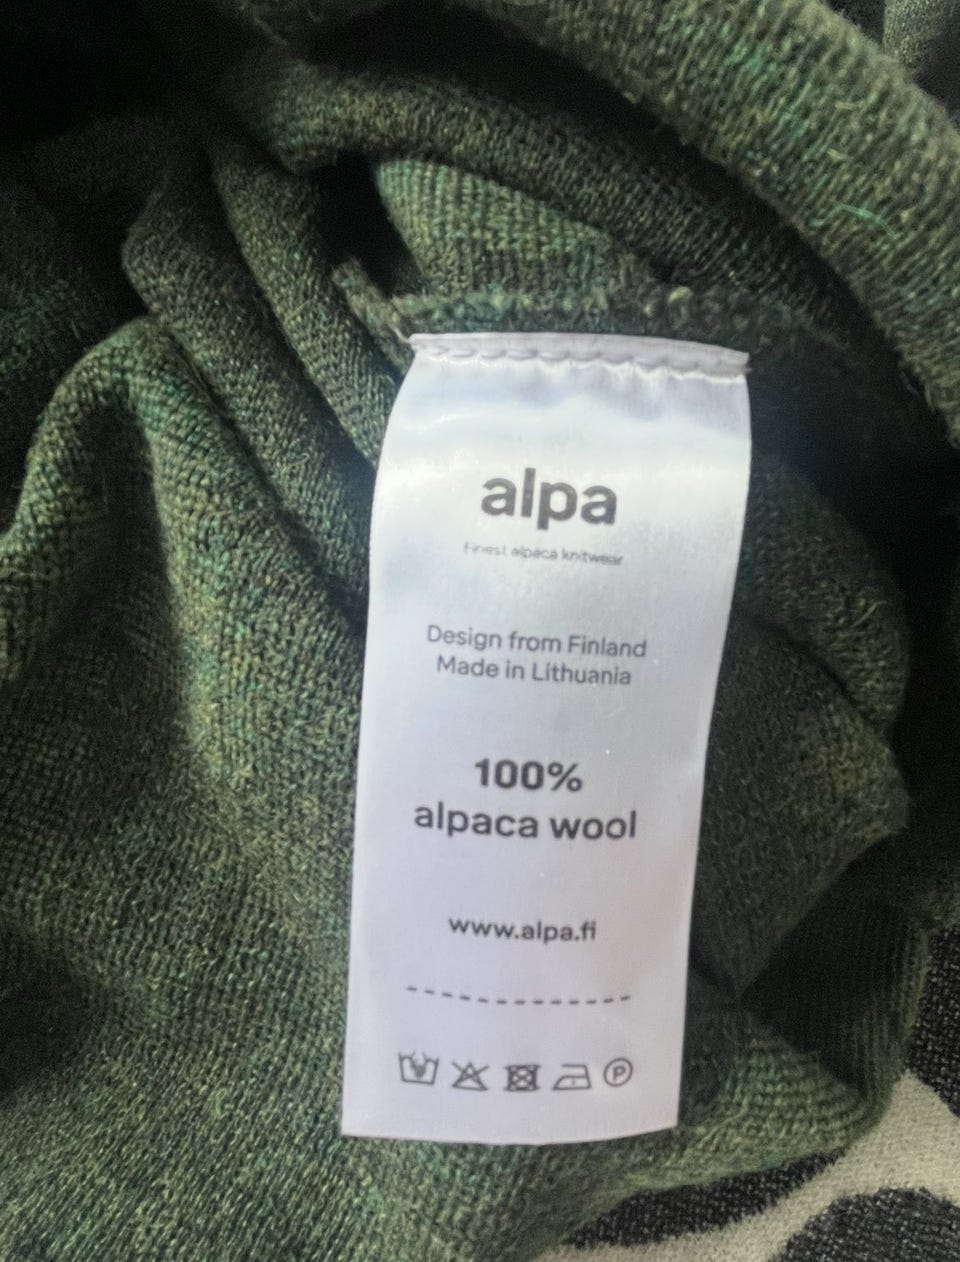 alpa
Finest alpaca knitwear
Design from Finland
Made in Lithuania
100%
alpaca wool
www.alpa.fi
P